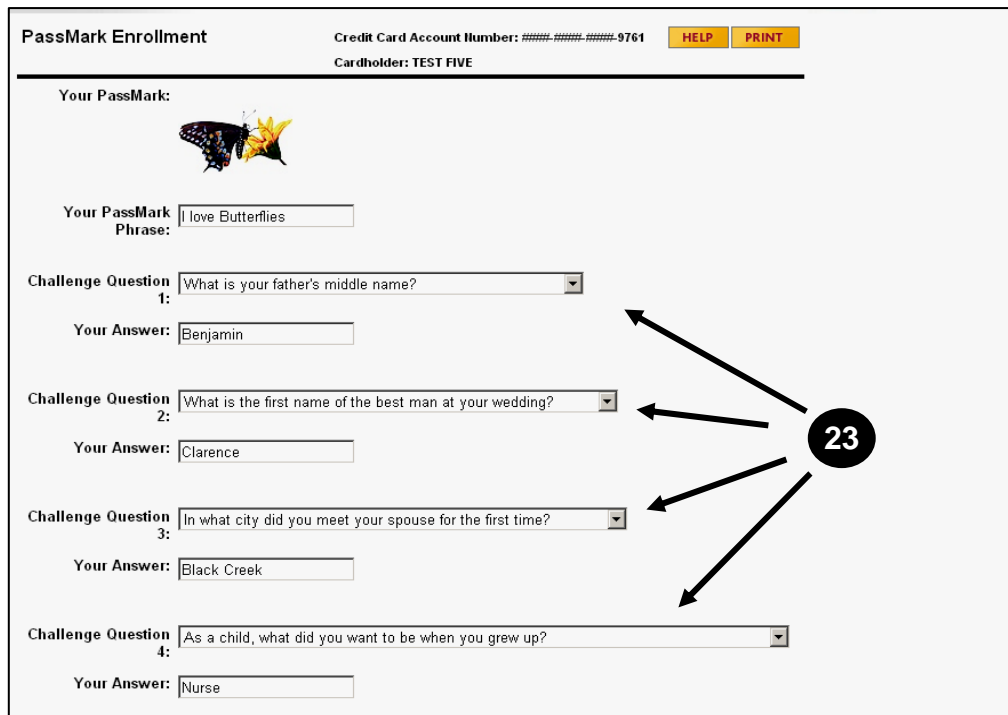 PassMark Enrollment Credit Card Account Number: ####-####-####-9761 HELP PRINT
Cardholder: TEST FIVE
Your PassMark:
Your PassMark Phrase: I love Butterflies
Challenge Question 1: What is your father's middle name?
Your Answer: Benjamin
Challenge Question 2: What is the first name of the best man at your wedding?
Your Answer: Clarence
23
Challenge Question 3: In what city did you meet your spouse for the first time?
Your Answer: Black Creek
Challenge Question 4: As a child, what did you want to be when you grew up?
Your Answer: Nurse